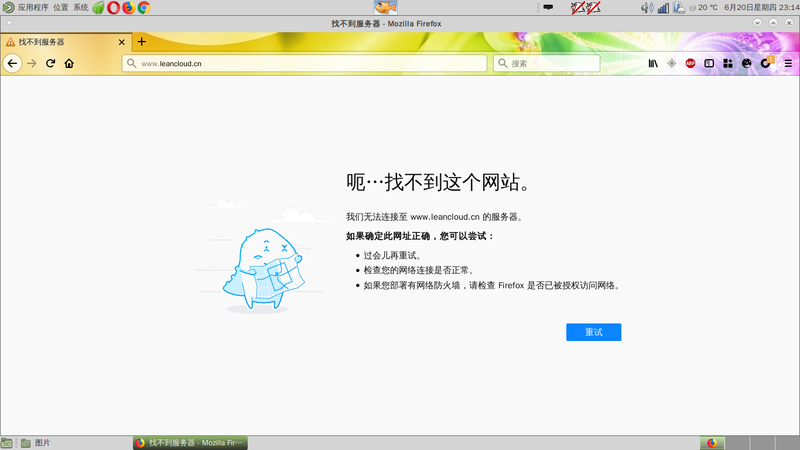 应用程序 位置 系统 20 °C 6月20日星期四 23:14
找不到服务器 - Mozilla Firefox
找不到服务器
www.leancloud.cn 搜索 ABP
呃…找不到这个网站。
我们无法连接至 www.leancloud.cn 的服务器。
如果确定此网址正确，您可以尝试：
过会儿再重试。
检查您的网络连接是否正常。
如果您部署有网络防火墙，请检查 Firefox 是否已被授权访问网络。
重试
图片 找不到服务器 - Mozilla Fir…